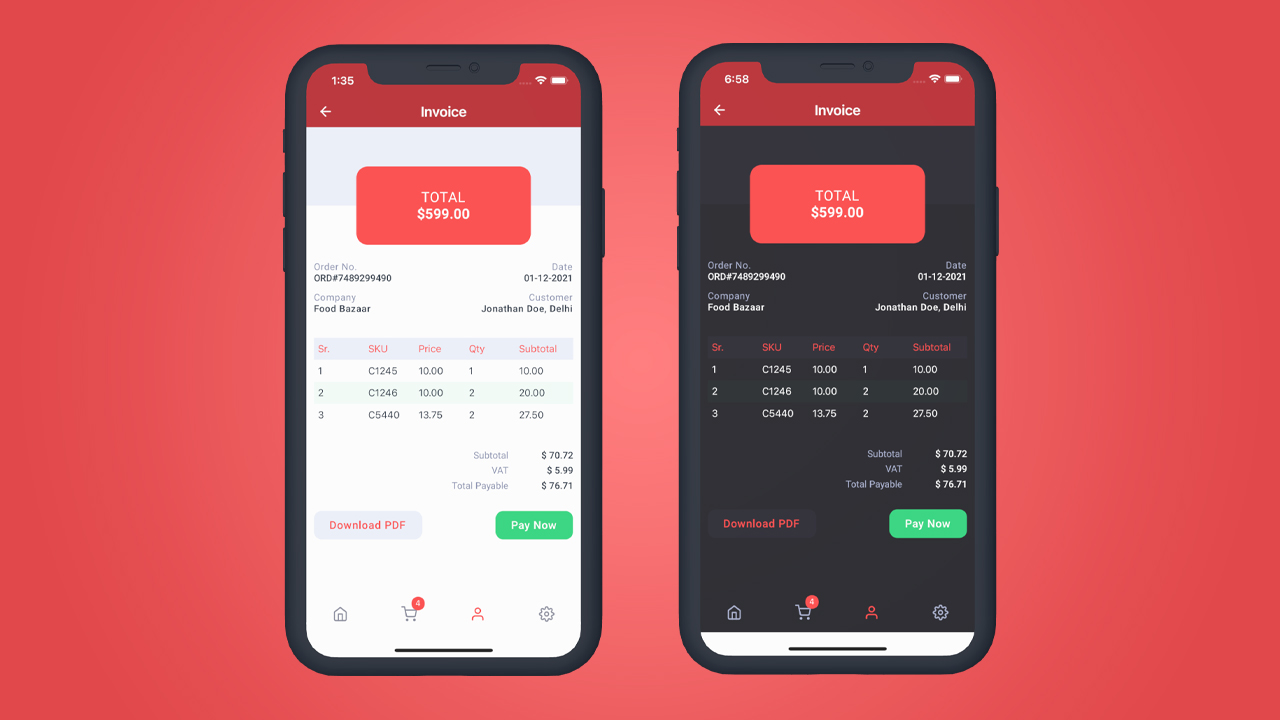 1:35
Invoice
TOTAL
$599.00
Order No. Date
ORD#7489299490 01-12-2021
Company Customer
Food Bazaar Jonathan Doe, Delhi
Sr. SKU Price Qty Subtotal
1 C1245 10.00 1 10.00
2 C1246 10.00 2 20.00
3 C5440 13.75 2 27.50
Subtotal $ 70.72
VAT $ 5.99
Total Payable $ 76.71
Download PDF Pay Now
4
6:58
Invoice
TOTAL
$599.00
Order No. Date
ORD#7489299490 01-12-2021
Company Customer
Food Bazaar Jonathan Doe, Delhi
Sr. SKU Price Qty Subtotal
1 C1245 10.00 1 10.00
2 C1246 10.00 2 20.00
3 C5440 13.75 2 27.50
Subtotal $ 70.72
VAT $ 5.99
Total Payable $ 76.71
Download PDF Pay Now
4